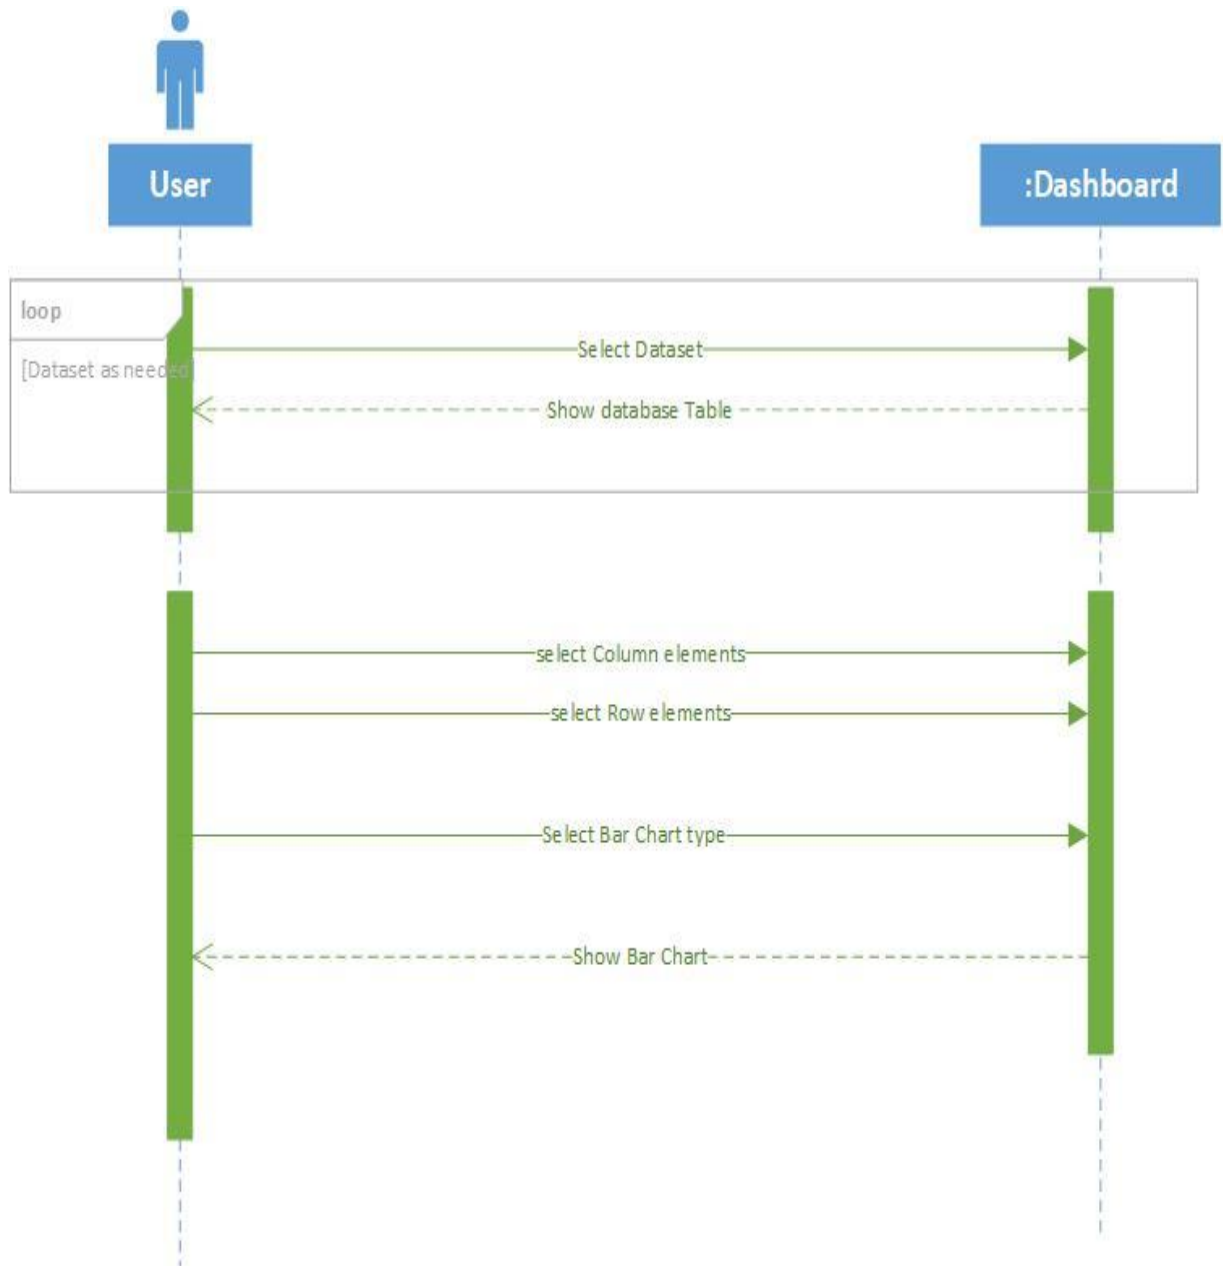 User
:Dashboard
loop
Select Dataset
[Dataset as needed]
Show database Table
select Column elements
select Row elements
Select Bar Chart type
Show Bar Chart